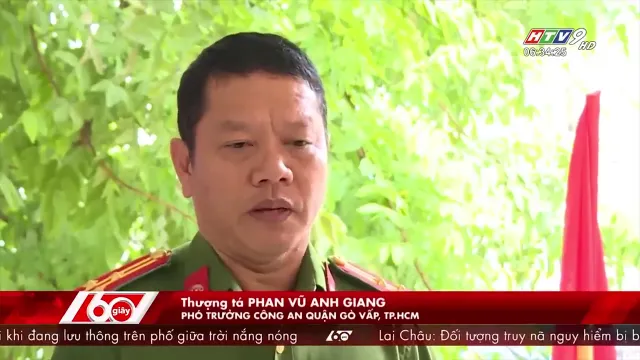 HTV9 HD
06:34:25
Thượng tá PHAN VŨ ANH GIANG
PHÓ TRƯỞNG CÔNG AN QUẬN GÒ VẤP, TP.HCM
60 giây
i khi đang lưu thông trên phố giữa trời nắng nóng
60 giây
Lai Châu: Đối tượng truy nã nguy hiểm bị b